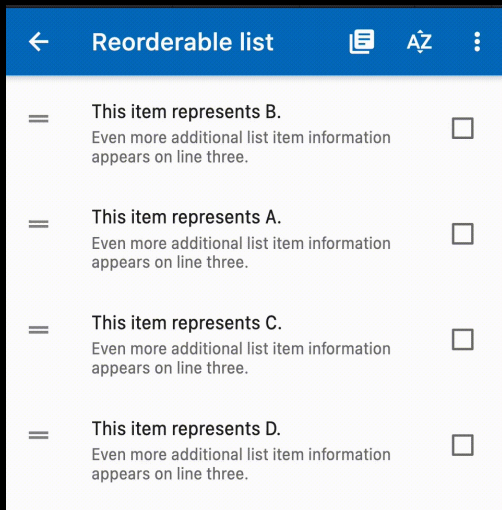 Reorderable list
AZ
This item represents B.
Even more additional list item information
appears on line three.
This item represents A.
Even more additional list item information
appears on line three.
This item represents C.
Even more additional list item information
appears on line three.
This item represents D.
Even more additional list item information
appears on line three.